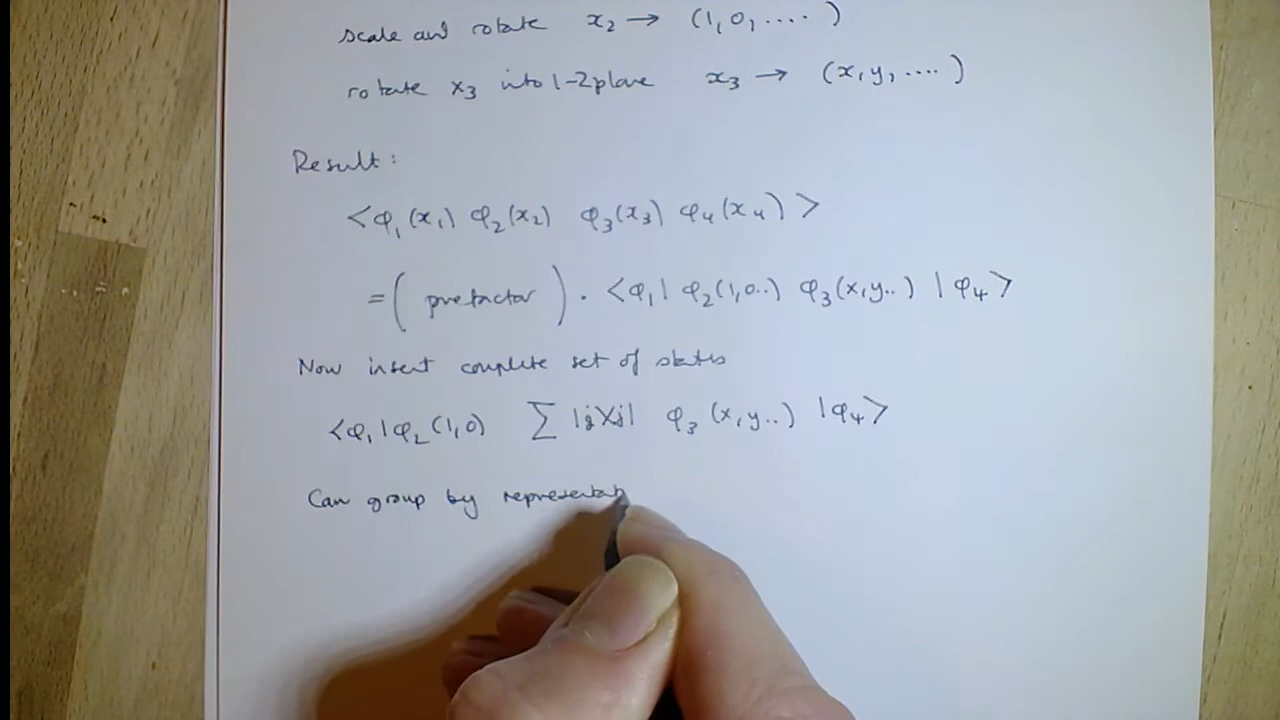 scale and rotate x₂ → (1,0,....)
rotate x₃ into 1-2plane x₃ → (x,y,....)
Result:
<φ₁(x₁) φ₂(x₂) φ₃(x₃) φ₄(x₄)>
= (prefactor) · <φ₁| φ₂(1,0..) φ₃(x,y..) |φ₄>
Now insert complete set of states
<φ₁|φ₂(1,0) ∑ |j><j| φ₃(x,y..) |φ₄>
Can group by representat